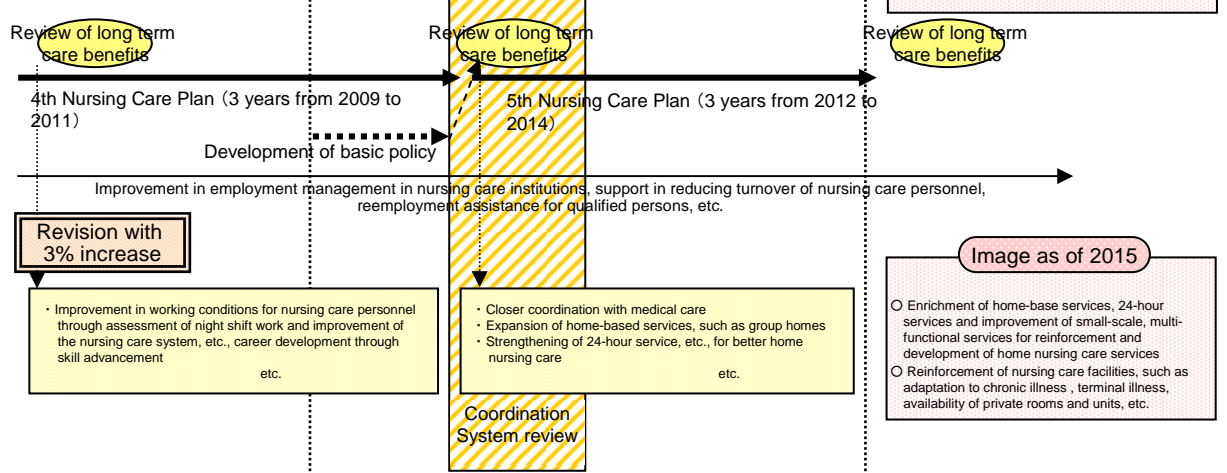 Review of long term
care benefits
Review of long term
care benefits
Review of long term
care benefits
4th Nursing Care Plan（3 years from 2009 to
2011）
5th Nursing Care Plan（3 years from 2012 to
2014）
Development of basic policy
Improvement in employment management in nursing care institutions, support in reducing turnover of nursing care personnel,
reemployment assistance for qualified persons, etc.
Revision with
3% increase
・Improvement in working conditions for nursing care personnel
through assessment of night shift work and improvement of
the nursing care system, etc., career development through
skill advancement
etc.
・Closer coordination with medical care
・Expansion of home-based services, such as group homes
・Strengthening of 24-hour service, etc., for better home
nursing care
etc.
Coordination
System review
Image as of 2015
○ Enrichment of home-base services, 24-hour
services and improvement of small-scale, multi-
functional services for reinforcement and
development of home nursing care services
○ Reinforcement of nursing care facilities, such as
adaptation to chronic illness , terminal illness,
availability of private rooms and units, etc.